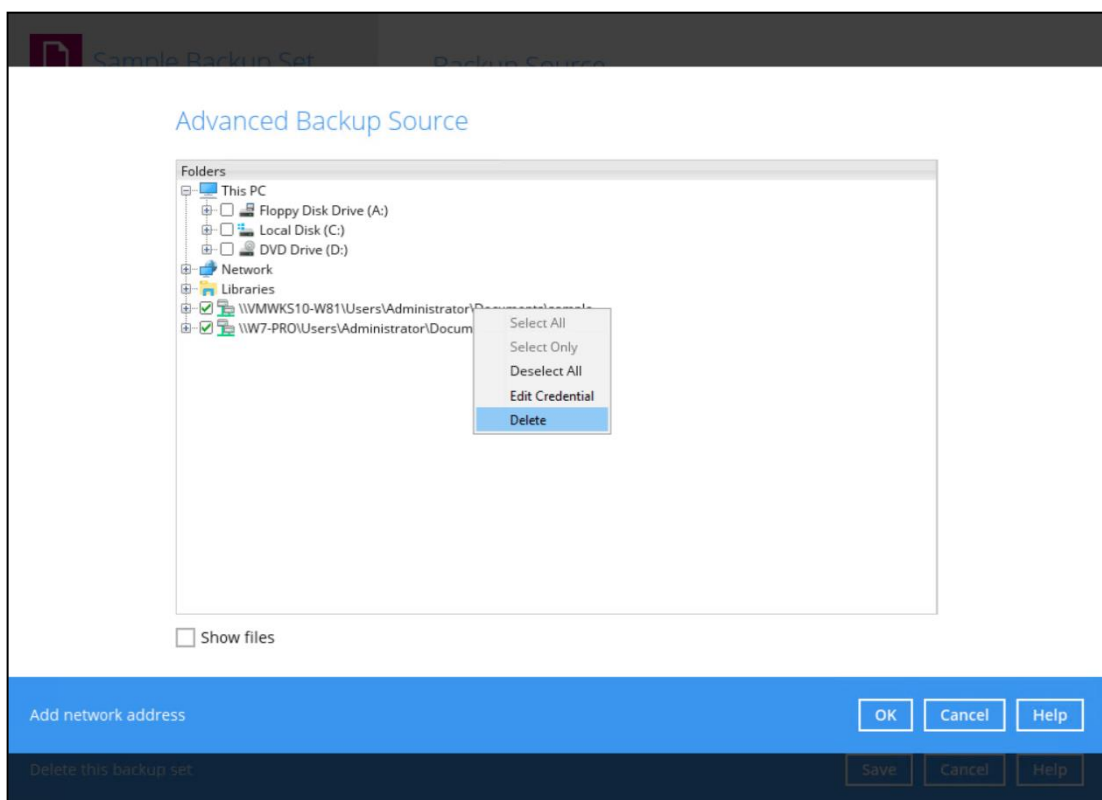 Sample Backup Set
Backup Source
Advanced Backup Source
Folders
This PC
Floppy Disk Drive (A:)
Local Disk (C:)
DVD Drive (D:)
Network
Libraries
\\VMWKS10-W81\Users\Administrator\Documents\sample
\\W7-PRO\Users\Administrator\Docum
Select All
Select Only
Deselect All
Edit Credential
Delete
Show files
Add network address
OK
Cancel
Help
Delete this backup set
Save
Cancel
Help